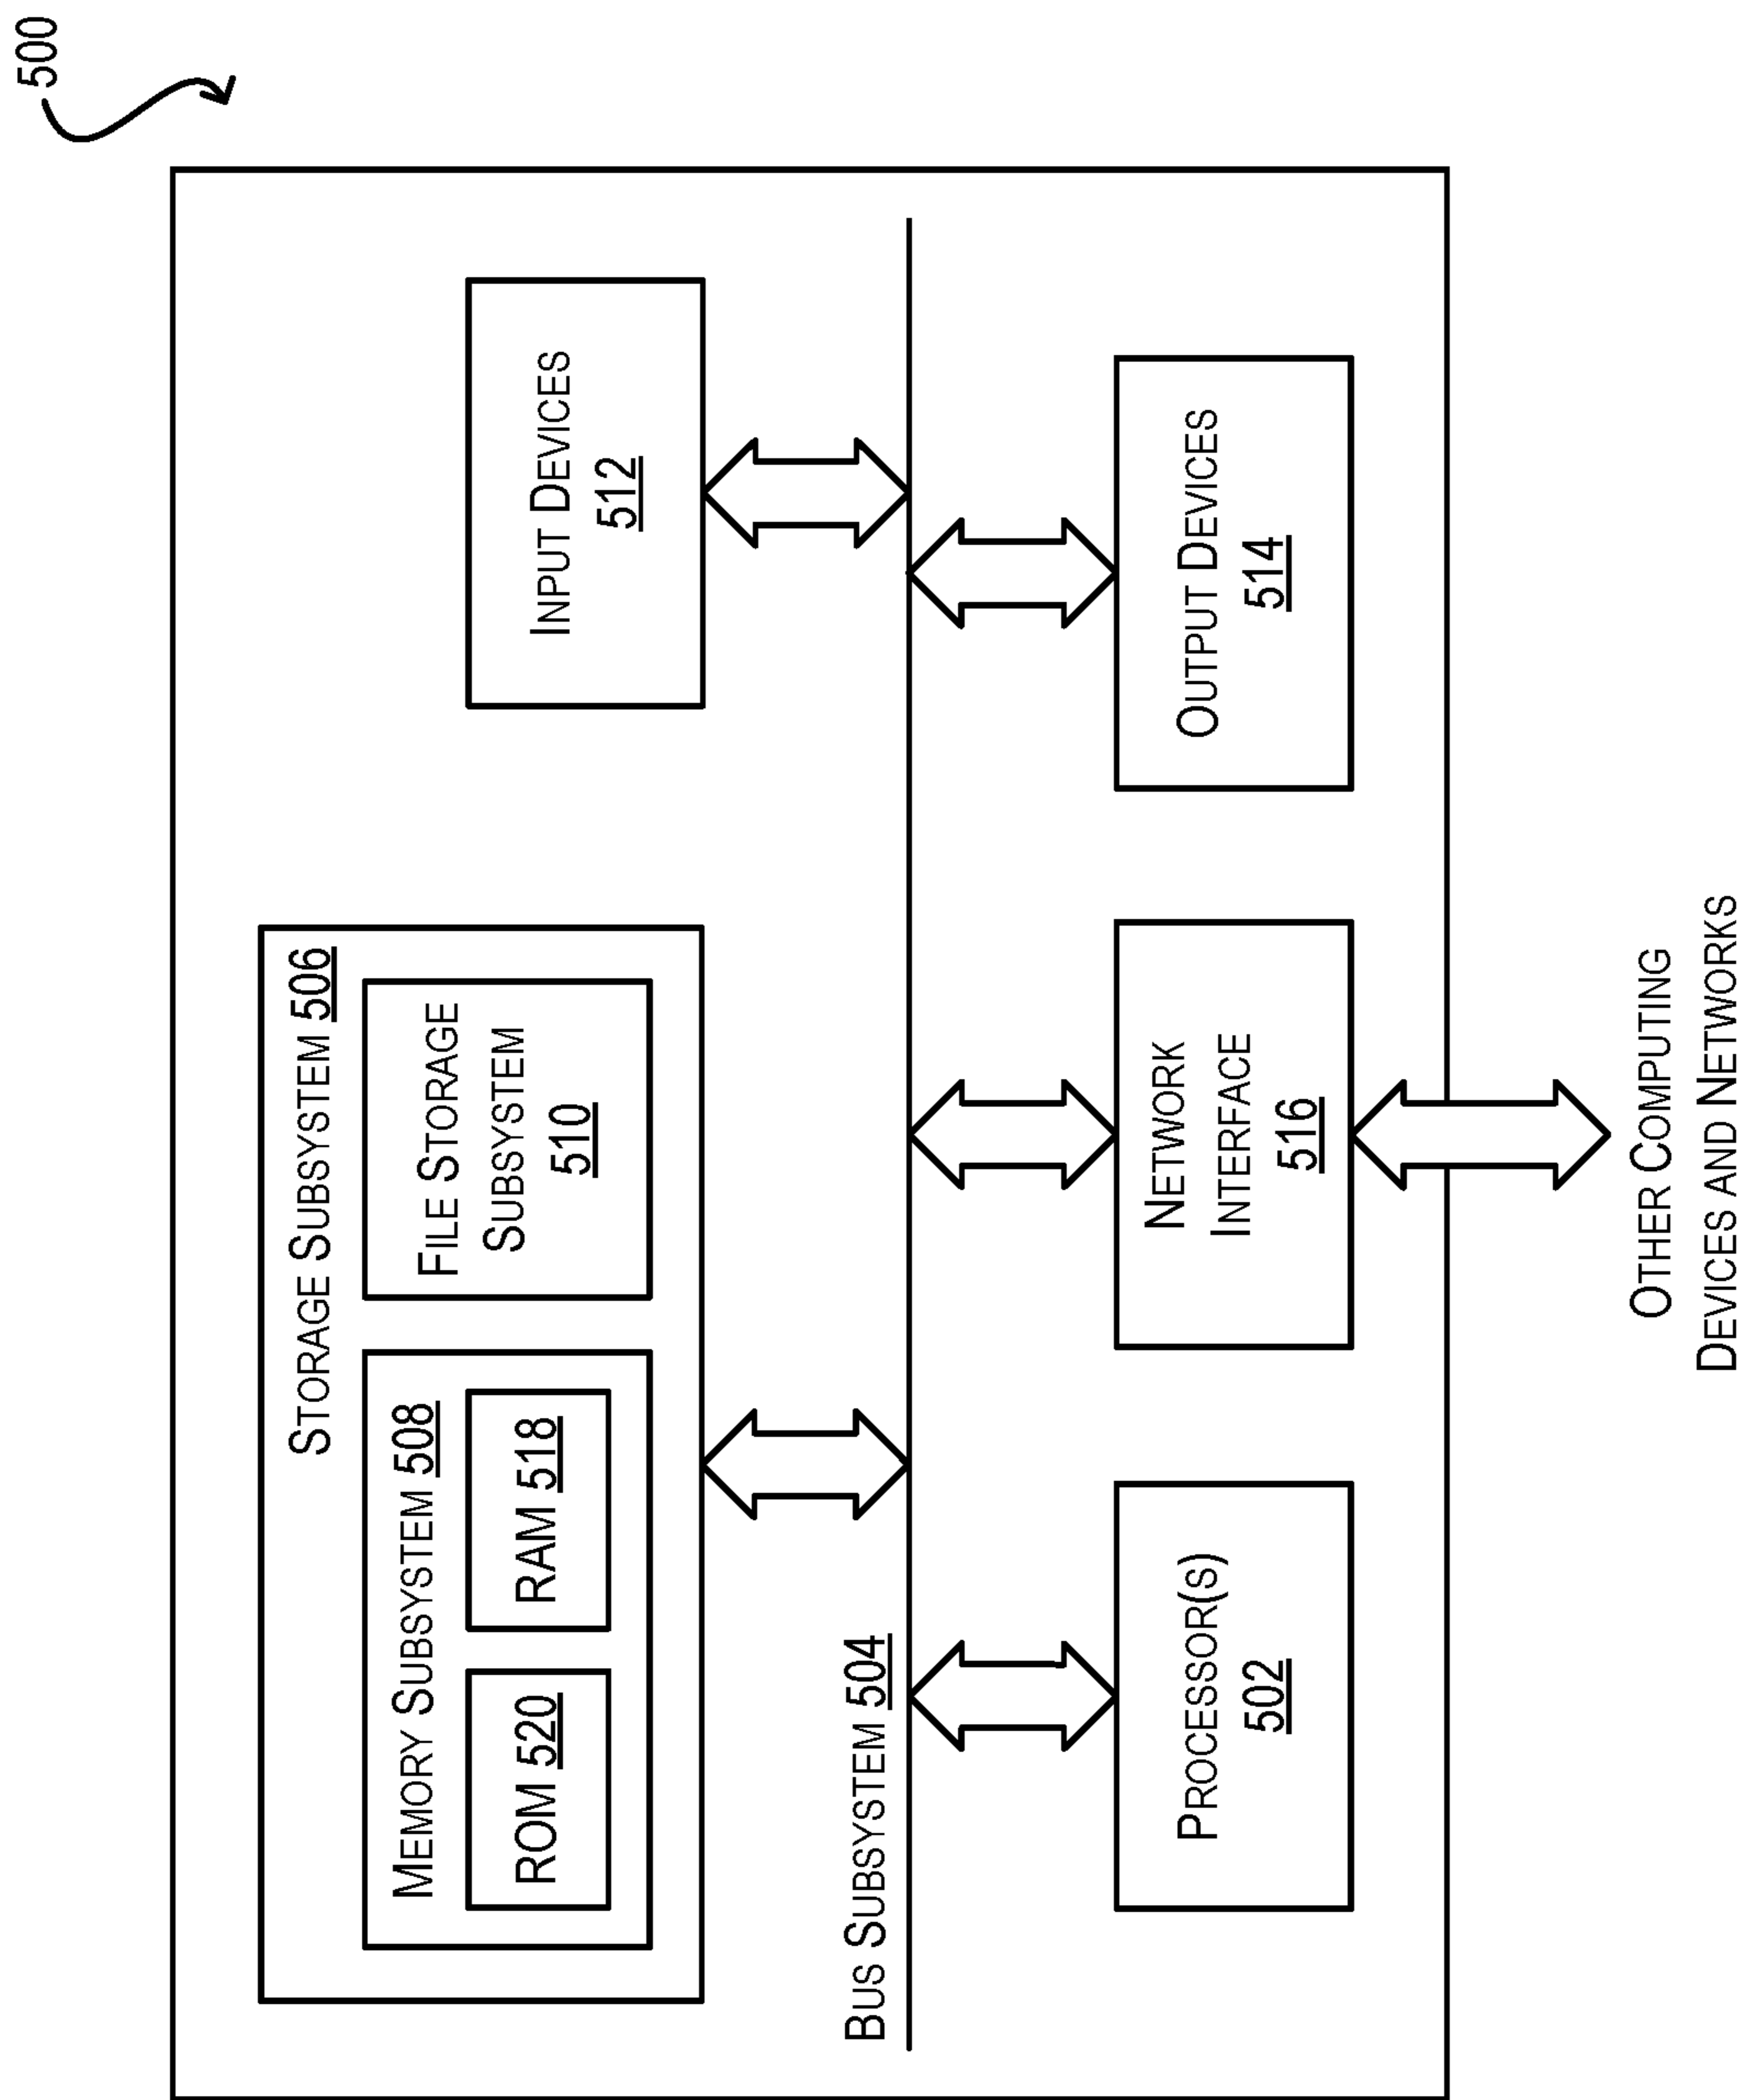 500
STORAGE SUBSYSTEM 506
MEMORY SUBSYSTEM 508
ROM 520
RAM 518
FILE STORAGE
SUBSYSTEM
510
INPUT DEVICES
512
BUS SUBSYSTEM 504
PROCESSOR(S)
502
NETWORK
INTERFACE
516
OUTPUT DEVICES
514
OTHER COMPUTING
DEVICES AND NETWORKS